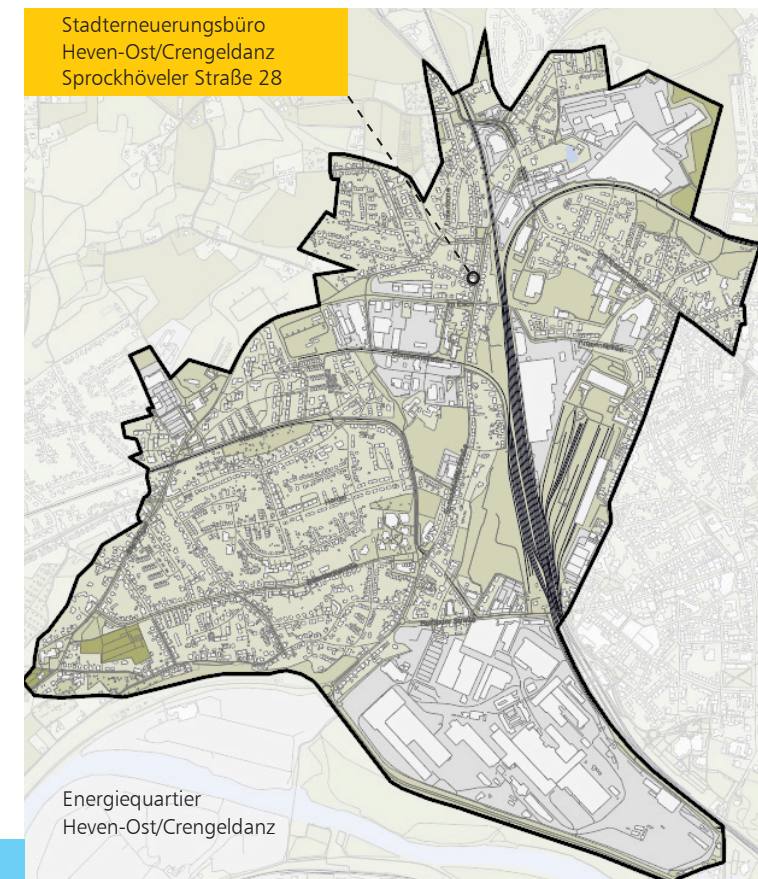 Stadterneuerungsbüro
Heven-Ost/Crengeldanz
Sprockhöveler Straße 28
Energiequartier
Heven-Ost/Crengeldanz